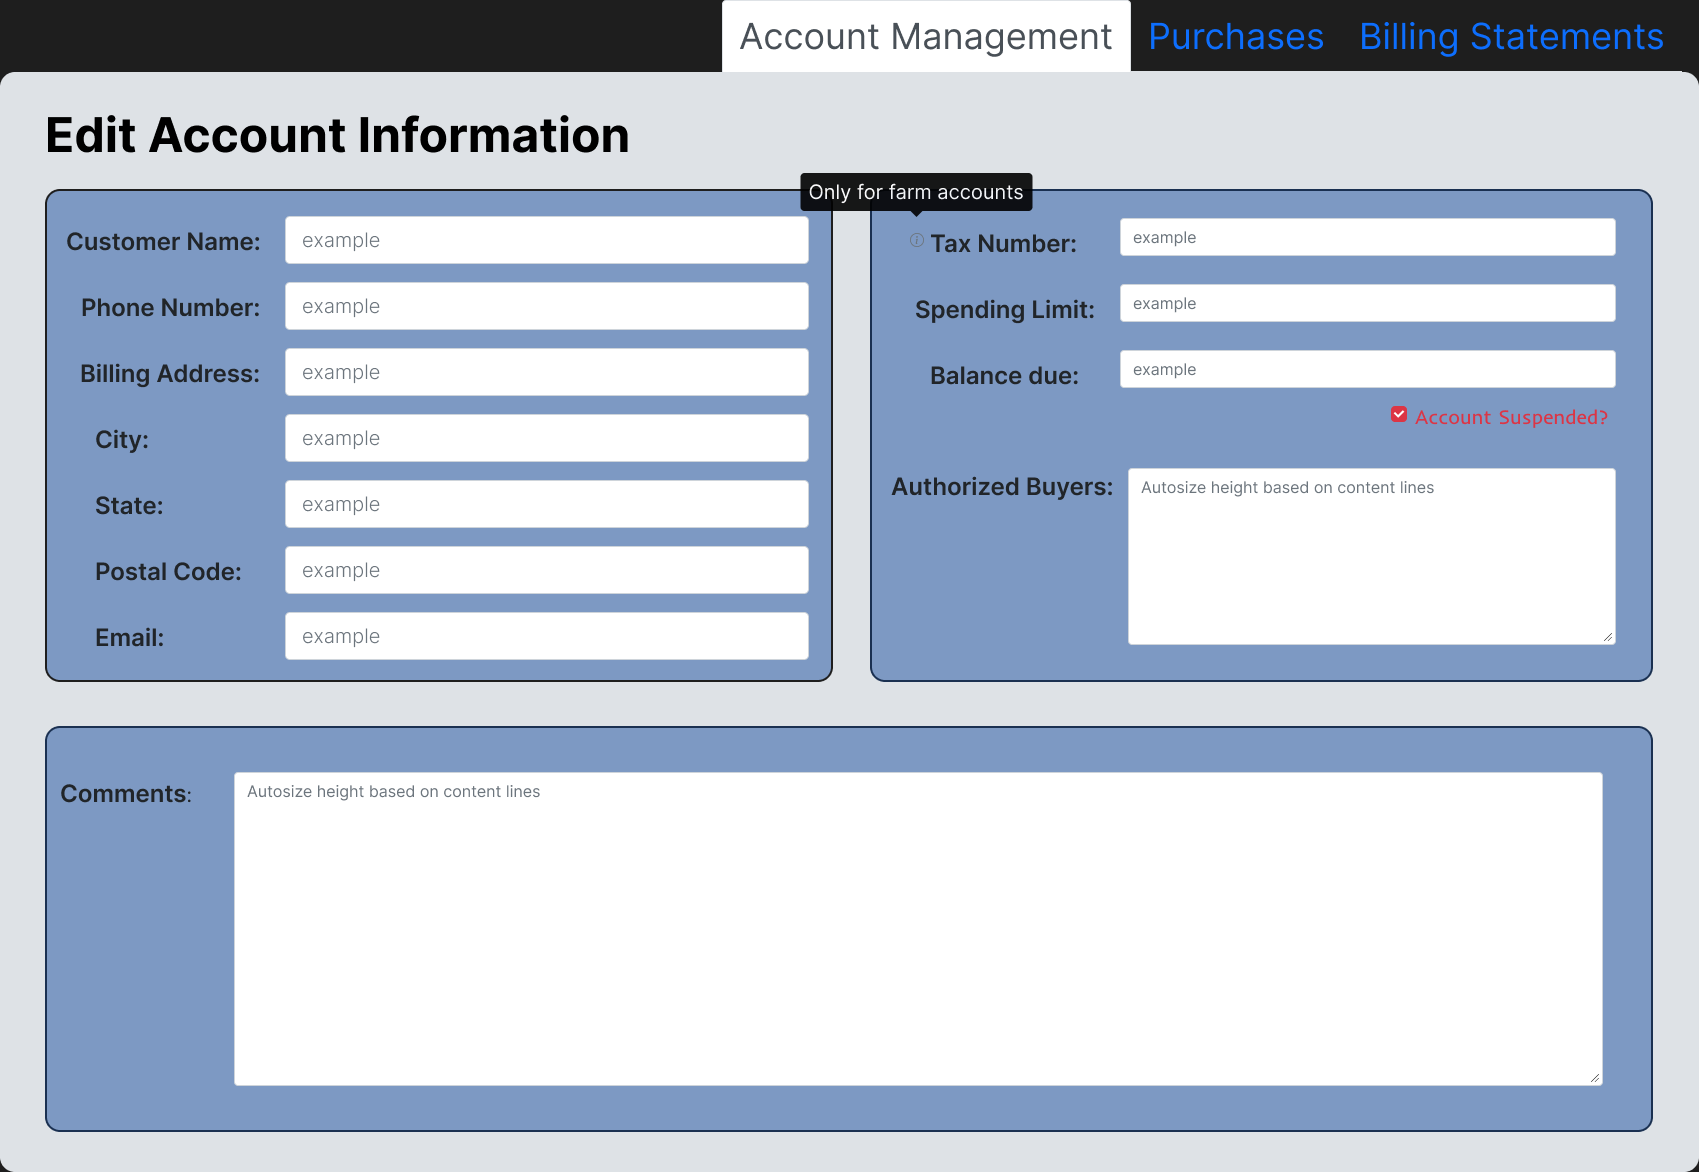 Account Management Purchases Billing Statements
Edit Account Information
Only for farm accounts
Customer Name: example
Phone Number: example
Billing Address: example
City: example
State: example
Postal Code: example
Email: example
Tax Number: example
Spending Limit: example
Balance due: example
Account Suspended?
Authorized Buyers: Autosize height based on content lines
Comments: Autosize height based on content lines